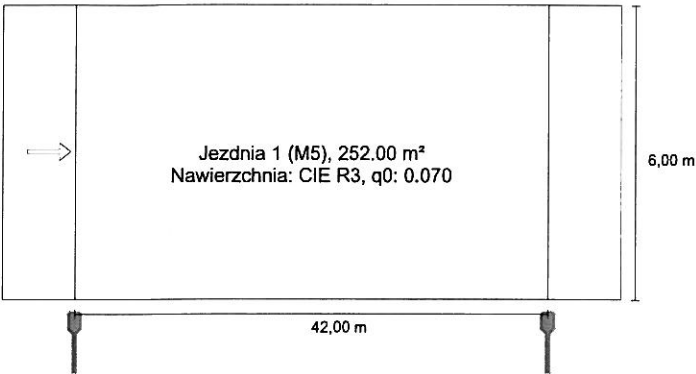 Jezdnia 1 (M5), 252.00 m²
Nawierzchnia: CIE R3, q0: 0.070
6,00 m
42,00 m